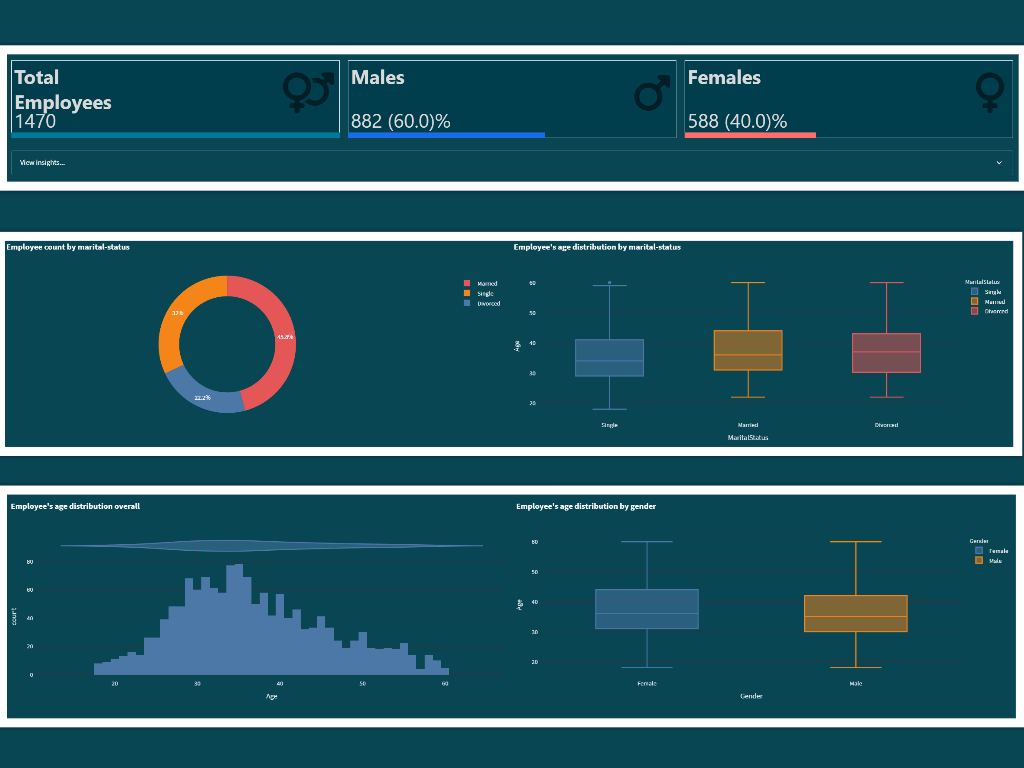 Total
Employees
1470
Males
882 (60.0)%
Females
588 (40.0)%
View insights...
Employee count by marital-status
Married
Single
Divorced
32%
45.8%
22.2%
Employee's age distribution by marital-status
MaritalStatus
Single
Married
Divorced
60
50
40
30
20
Age
Single
Married
Divorced
MaritalStatus
Employee's age distribution overall
80
60
40
20
0
count
20
30
40
50
60
Age
Employee's age distribution by gender
Gender
Female
Male
60
50
40
30
20
Age
Female
Male
Gender